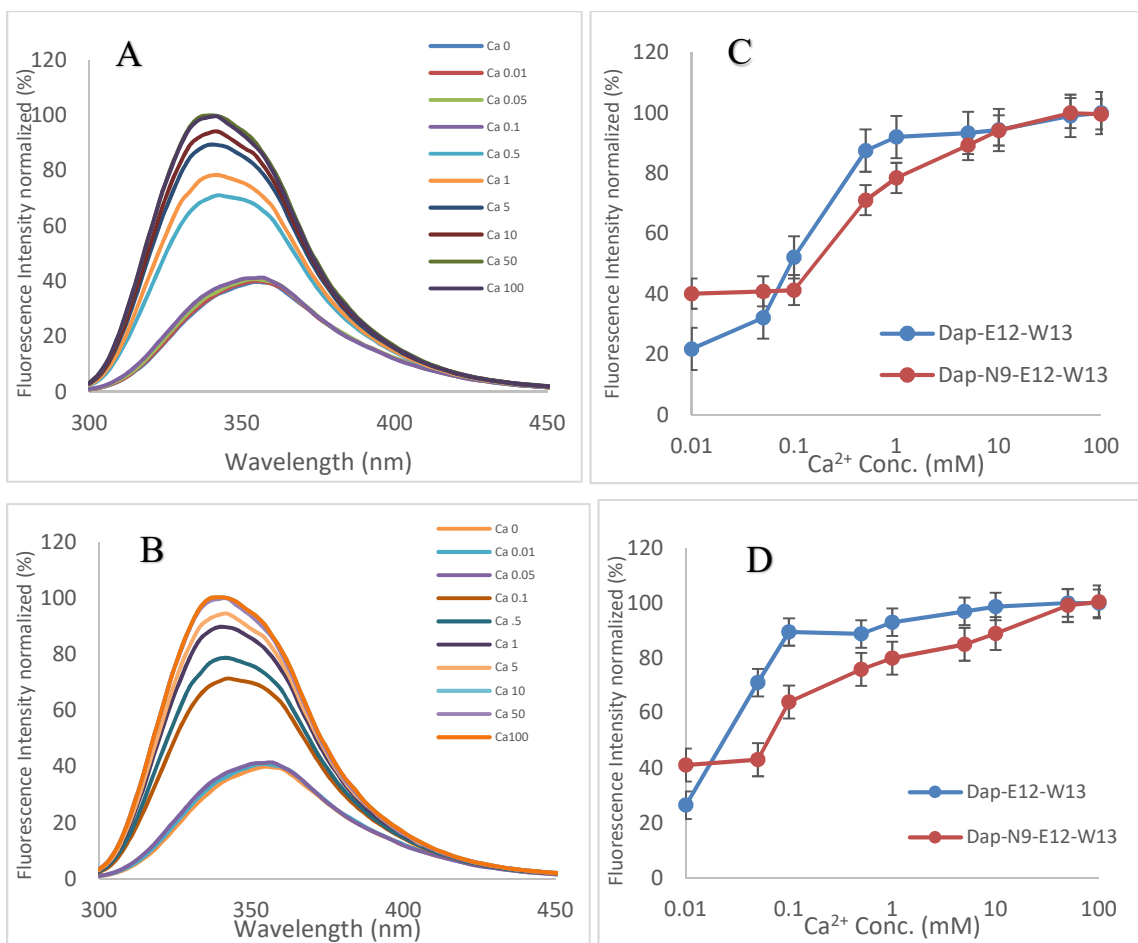 A
Fluorescence Intensity normalized (%)
120
100
80
60
40
20
0
300
350
400
450
Wavelength (nm)
Ca 0
Ca 0.01
Ca 0.05
Ca 0.1
Ca 0.5
Ca 1
Ca 5
Ca 10
Ca 50
Ca 100
C
Fluorescence Intensity normalized (%)
120
100
80
60
40
20
0
0.01
0.1
1
10
100
Ca²⁺ Conc. (mM)
Dap-E12-W13
Dap-N9-E12-W13
B
Fluorescence Intensity normalized (%)
120
100
80
60
40
20
0
300
350
400
450
Wavelength (nm)
Ca 0
Ca 0.01
Ca 0.05
Ca 0.1
Ca .5
Ca 1
Ca 5
Ca 10
Ca 50
Ca100
D
Fluorescence Intensity normalized (%)
120
100
80
60
40
20
0
0.01
0.1
1
10
100
Ca²⁺ Conc. (mM)
Dap-E12-W13
Dap-N9-E12-W13